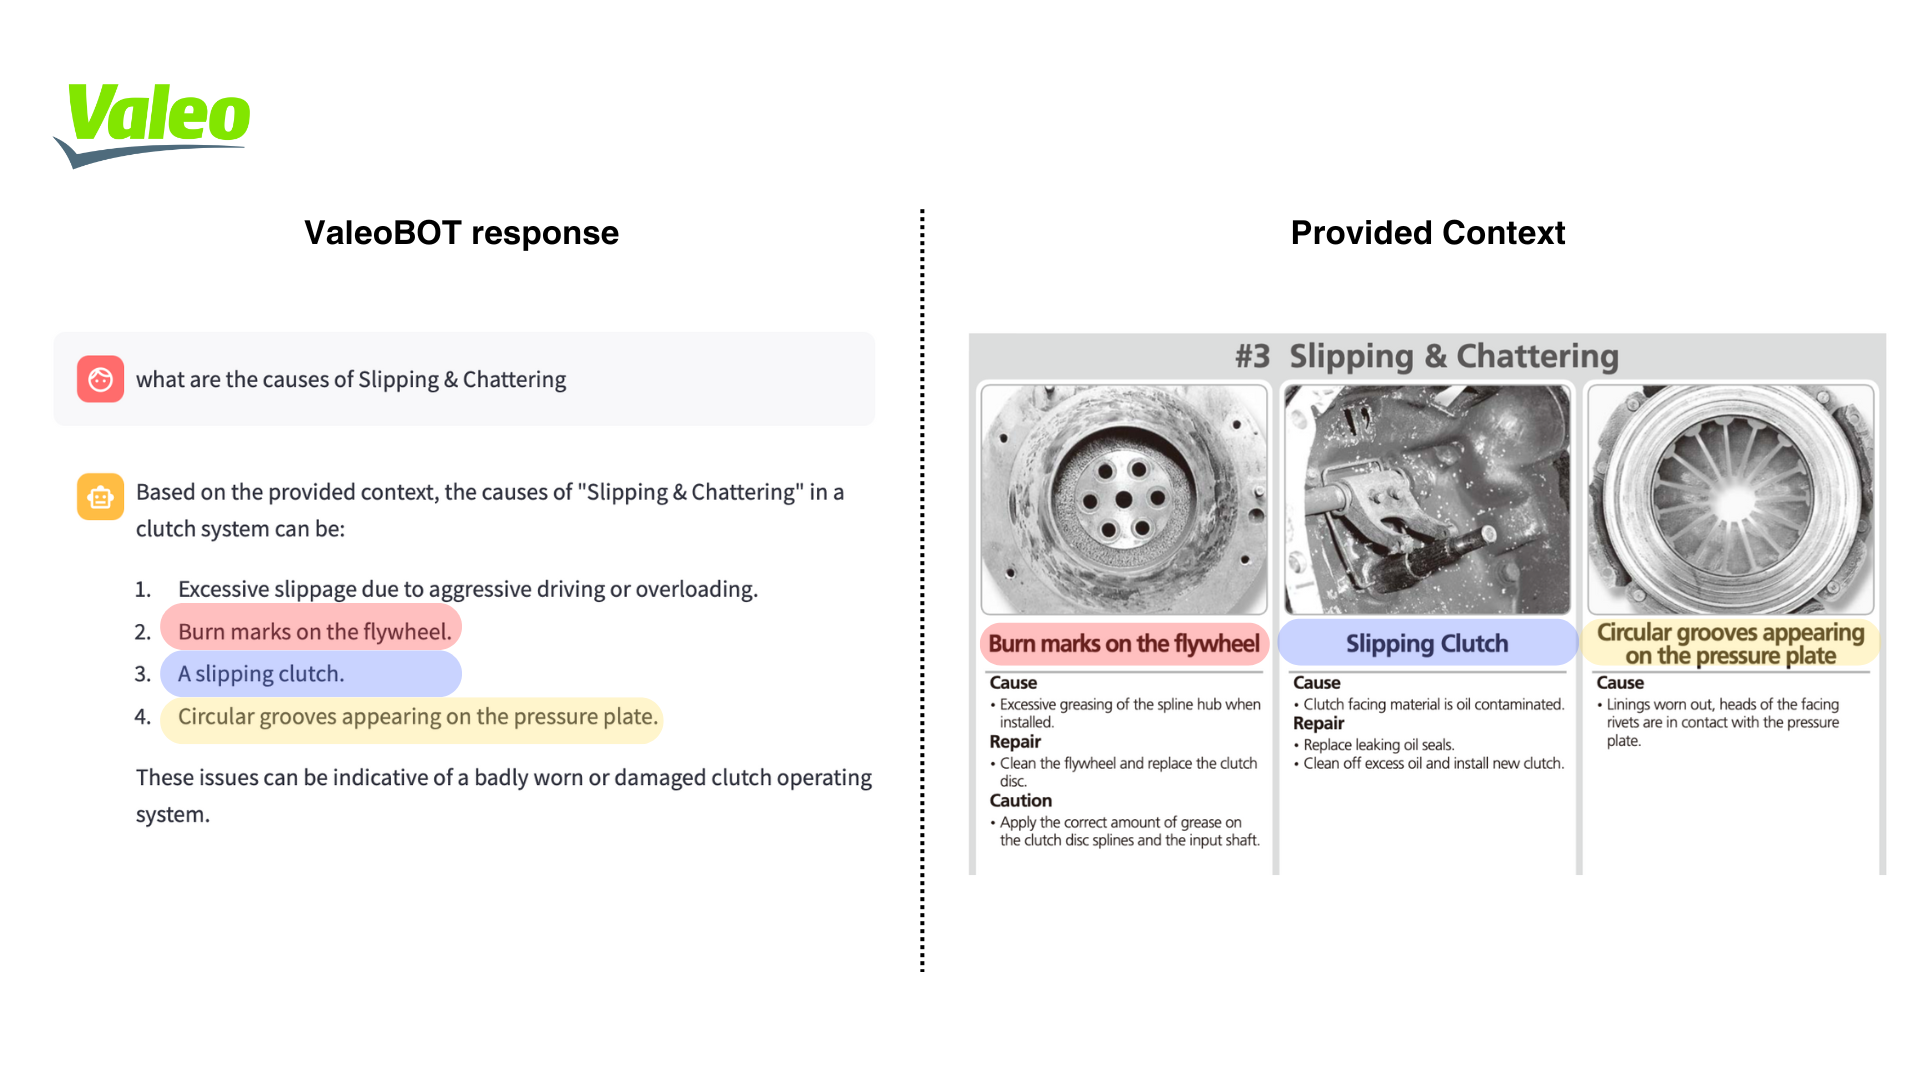 Valeo
ValeoBOT response
what are the causes of Slipping & Chattering
Based on the provided context, the causes of "Slipping & Chattering" in a
clutch system can be:
1. Excessive slippage due to aggressive driving or overloading.
2. Burn marks on the flywheel.
3. A slipping clutch.
4. Circular grooves appearing on the pressure plate.
These issues can be indicative of a badly worn or damaged clutch operating
system.
Provided Context
#3 Slipping & Chattering
Burn marks on the flywheel
Cause
• Excessive greasing of the spline hub when
installed.
Repair
• Clean the flywheel and replace the clutch
disc.
Caution
• Apply the correct amount of grease on
the clutch disc splines and the input shaft.
Slipping Clutch
Cause
• Clutch facing material is oil contaminated.
Repair
• Replace leaking oil seals.
• Clean off excess oil and install new clutch.
Circular grooves appearing
on the pressure plate
Cause
• Linings worn out, heads of the facing
rivets are in contact with the pressure
plate.